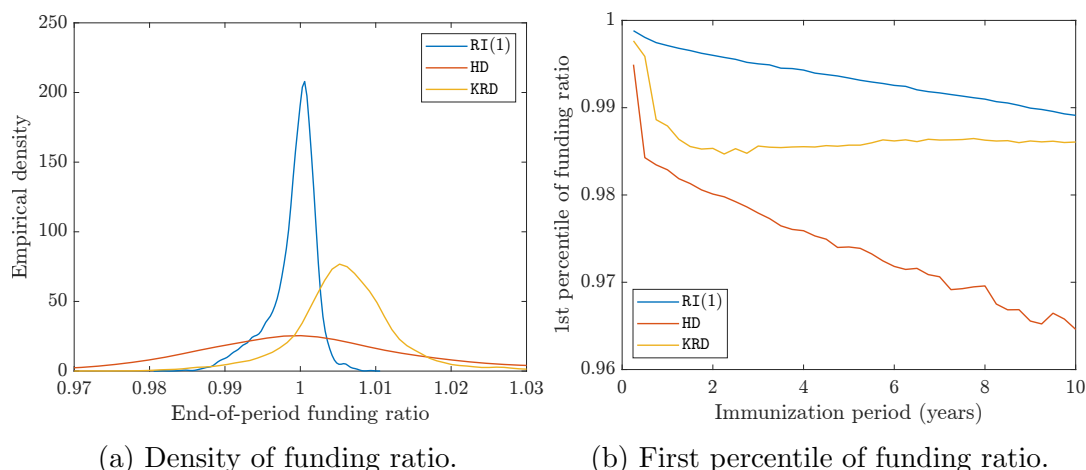 250
200
150
100
50
0
Empirical density
RI(1)
HD
KRD
0.97
0.98
0.99
1
1.01
1.02
1.03
End-of-period funding ratio
(a) Density of funding ratio.
1
0.99
0.98
0.97
0.96
1st percentile of funding ratio
RI(1)
HD
KRD
0
2
4
6
8
10
Immunization period (years)
(b) First percentile of funding ratio.